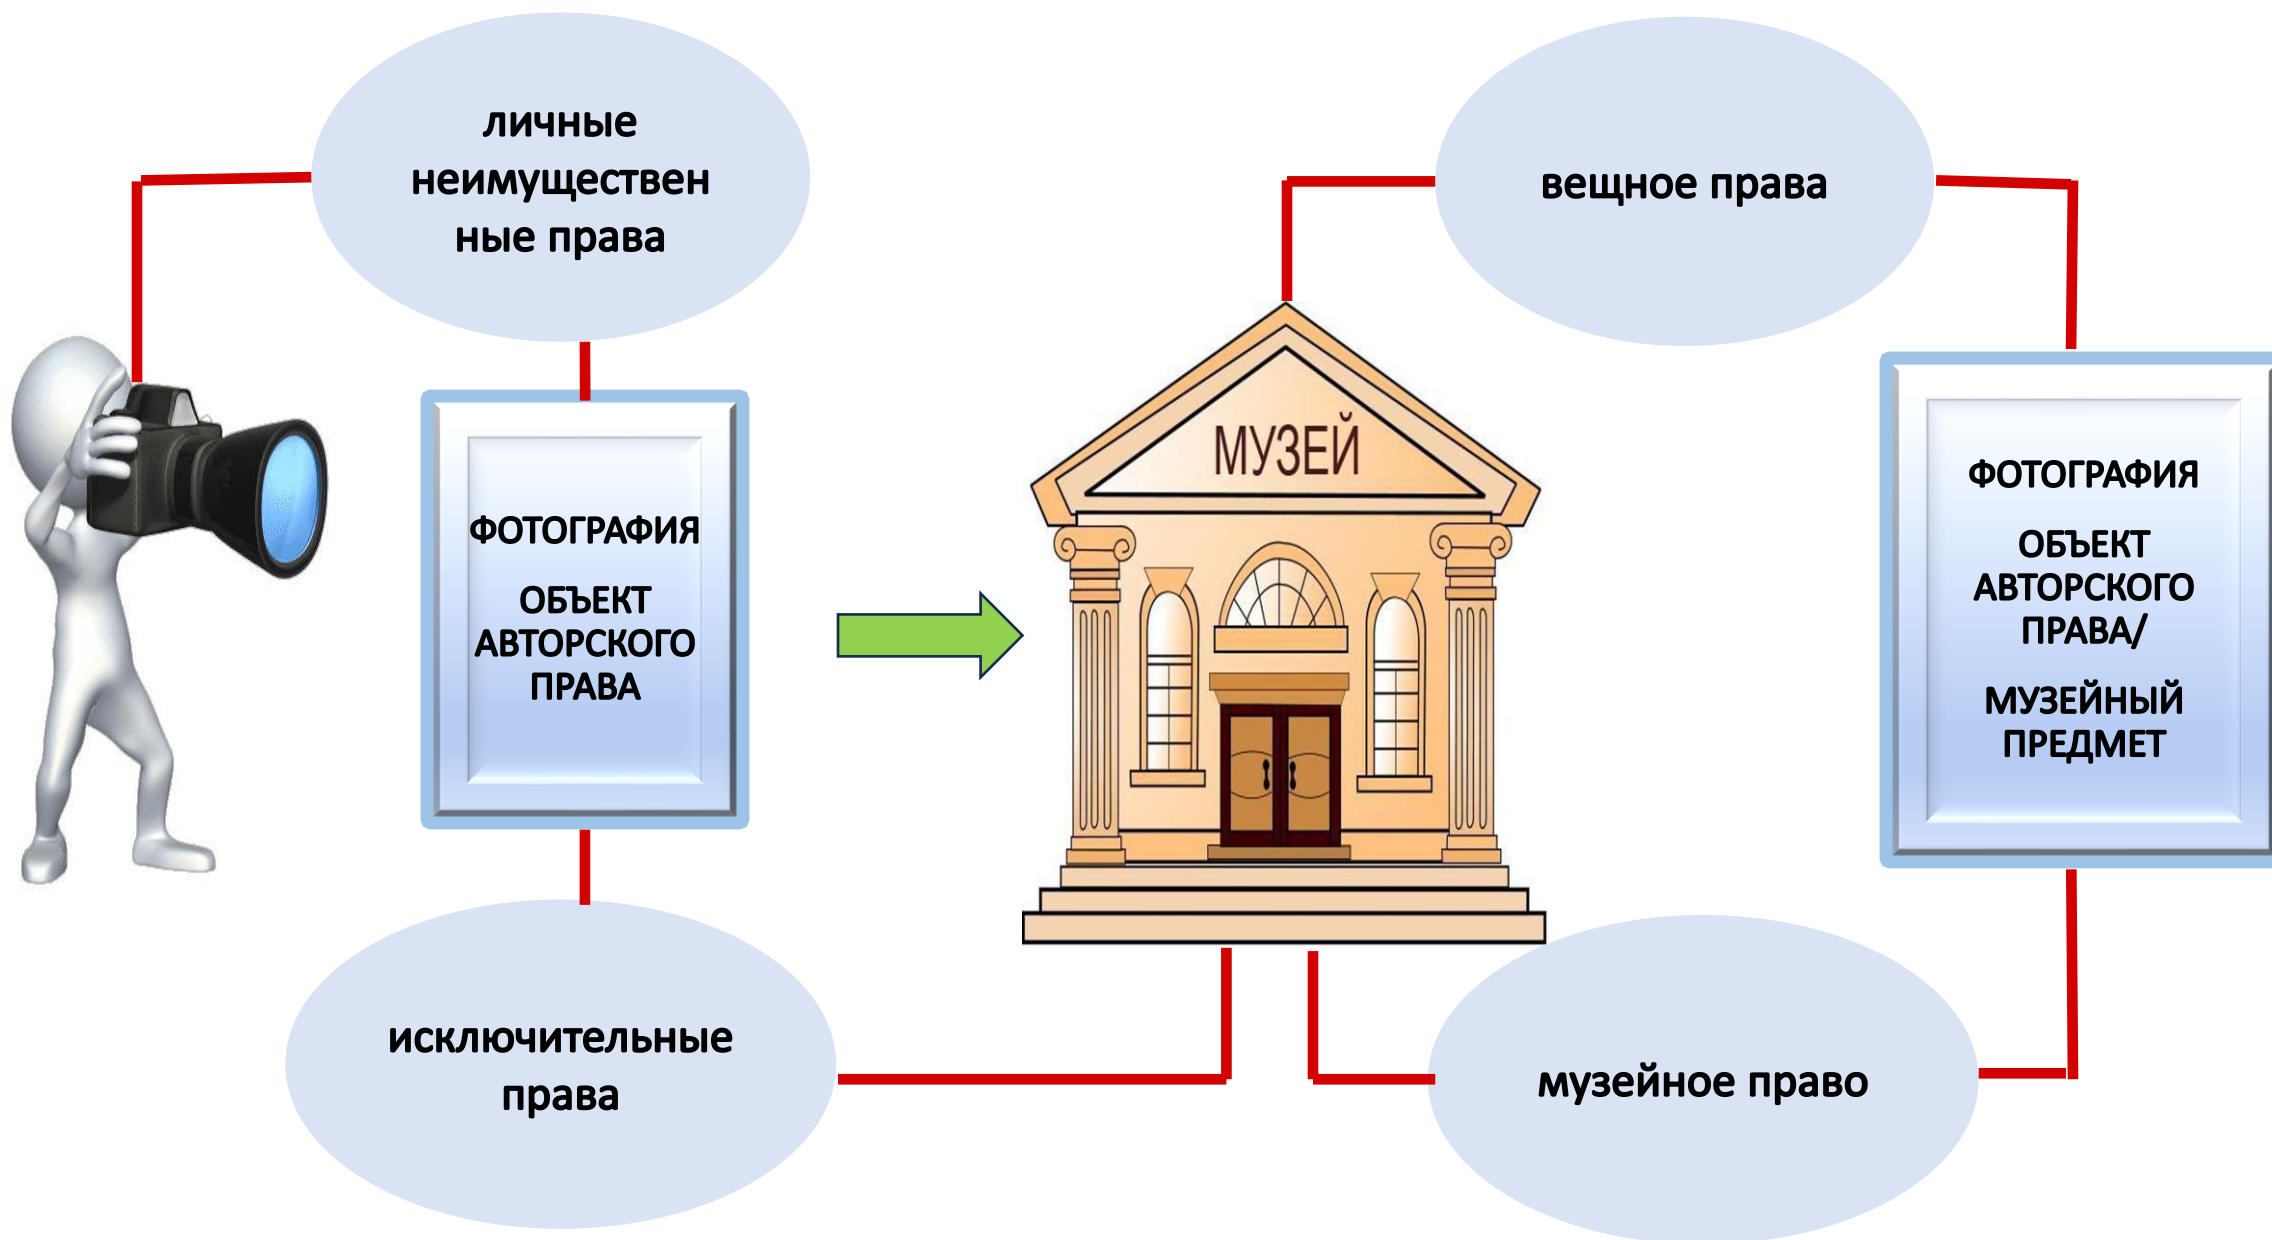 личные
неимуществен
ные права
ФОТОГРАФИЯ
ОБЪЕКТ
АВТОРСКОГО
ПРАВА
исключительные
права
МУЗЕЙ
вещное права
ФОТОГРАФИЯ
ОБЪЕКТ
АВТОРСКОГО
ПРАВА/
МУЗЕЙНЫЙ
ПРЕДМЕТ
музейное право